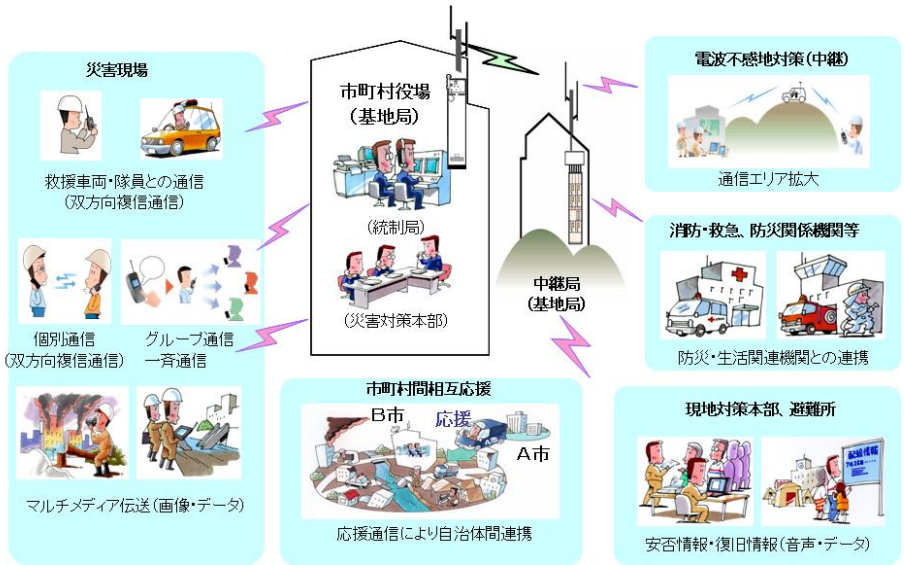 災害現場
救援車両・隊員との通信
(双方向複信通信)
個別通信
(双方向複信通信)
グループ通信
一斉通信
マルチメディア伝送(画像・データ)
市町村役場
(基地局)
(統制局)
(災害対策本部)
中継局
(基地局)
市町村間相互応援
B市
応援
A市
応援通信により自治体間連携
電波不感地対策(中継)
通信エリア拡大
消防・救急、防災関係機関等
防災・生活関連機関との連携
現地対策本部、避難所
安否情報・復旧情報(音声・データ)